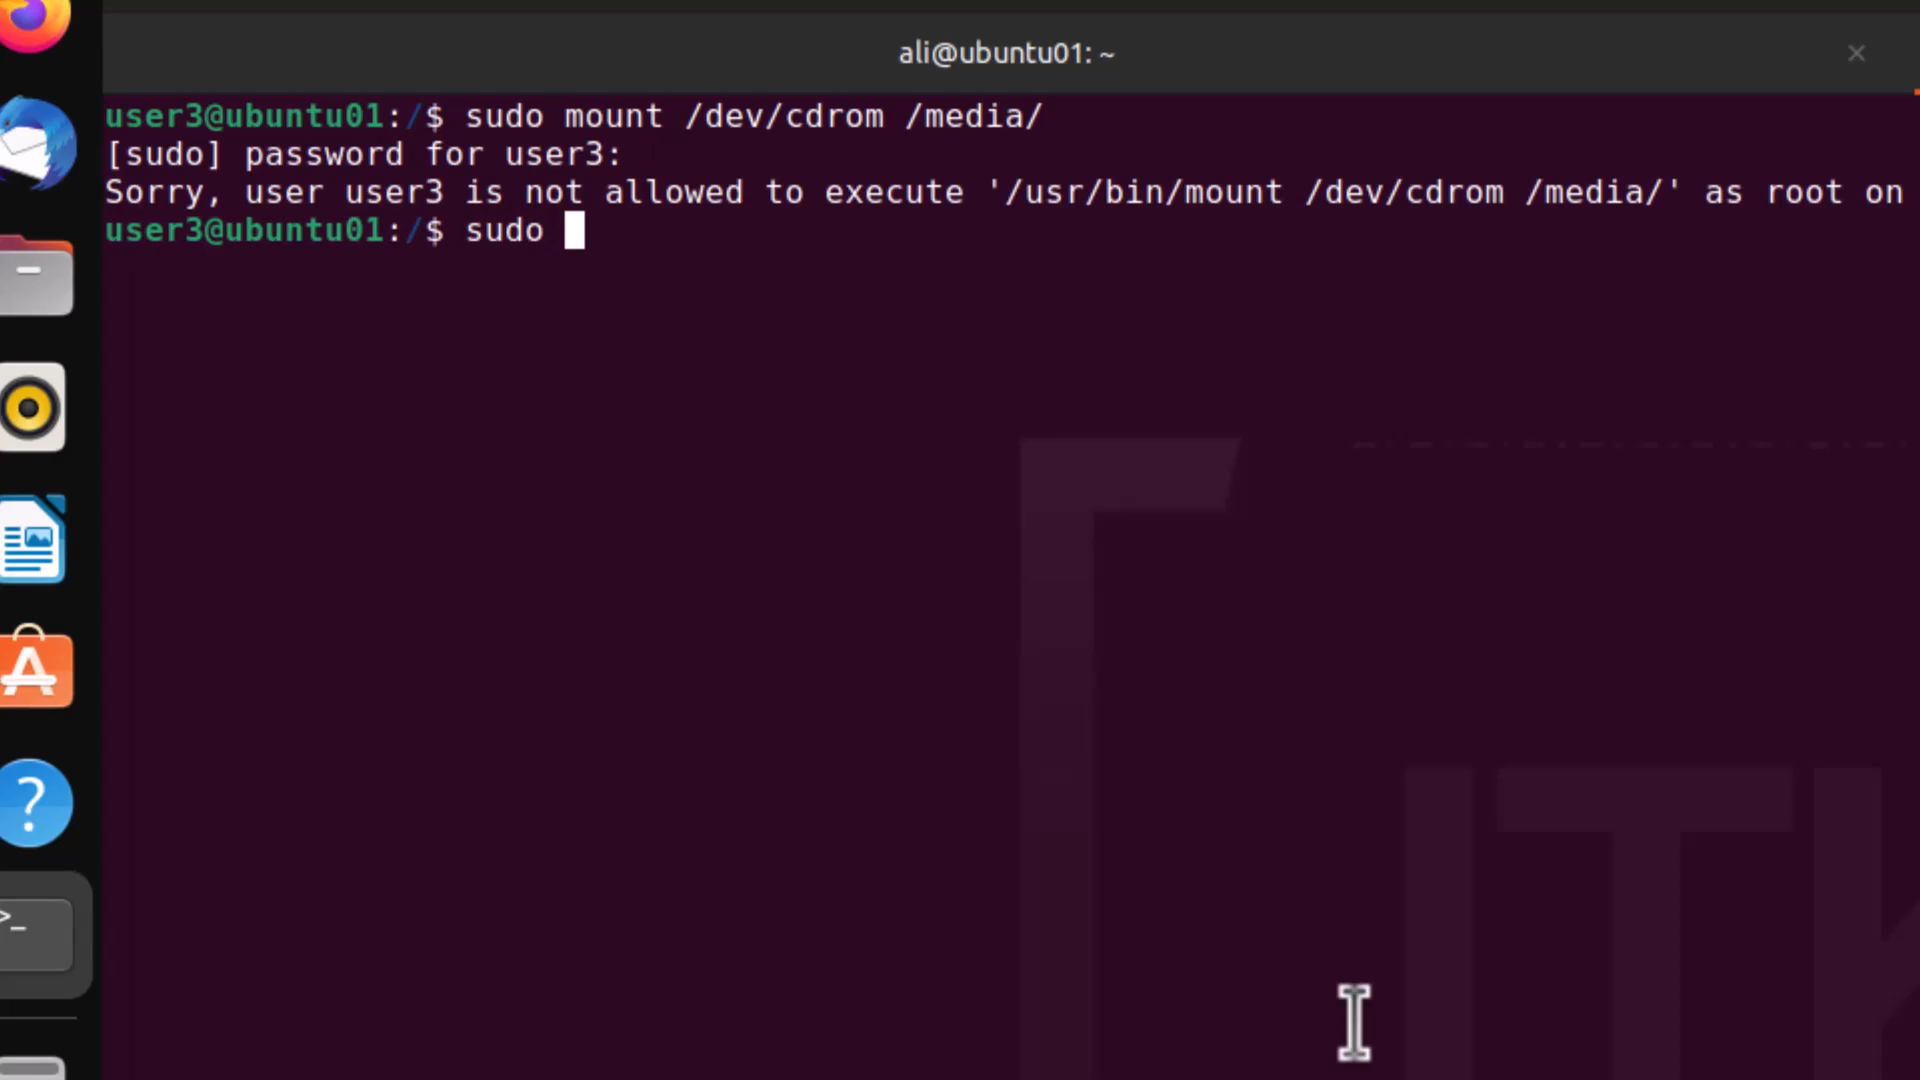 ali@ubuntu01: ~
user3@ubuntu01:/$ sudo mount /dev/cdrom /media/
[sudo] password for user3:
Sorry, user user3 is not allowed to execute '/usr/bin/mount /dev/cdrom /media/' as root on
user3@ubuntu01:/$ sudo